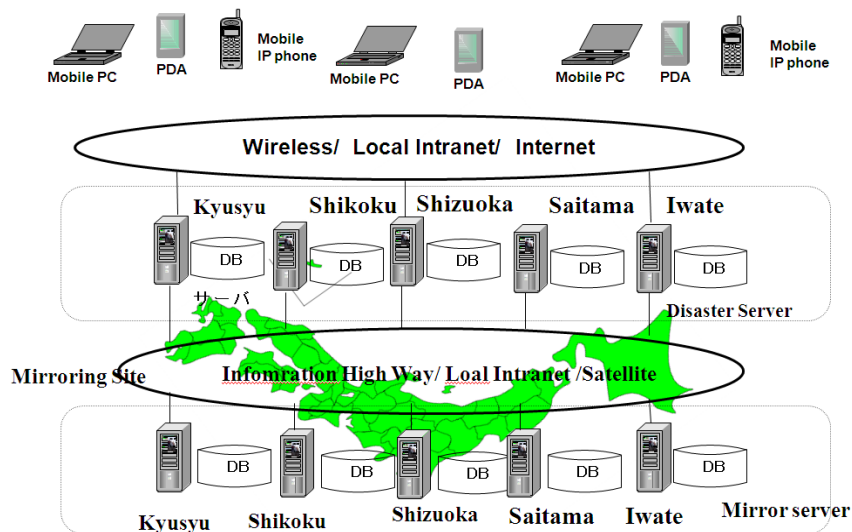 Mobile PC
PDA
Mobile
IP phone
Mobile PC
PDA
Mobile PC
PDA
Mobile
IP phone
Wireless/ Local Intranet/ Internet
Kyusyu
Shikoku
Shizuoka
Saitama
Iwate
DB
DB
DB
DB
DB
サーバ
Disaster Server
Mirroring Site
Infomration High Way/ Loal Intranet /Satellite
DB
DB
DB
DB
DB
Kyusyu
Shikoku
Shizuoka
Saitama
Iwate
Mirror server